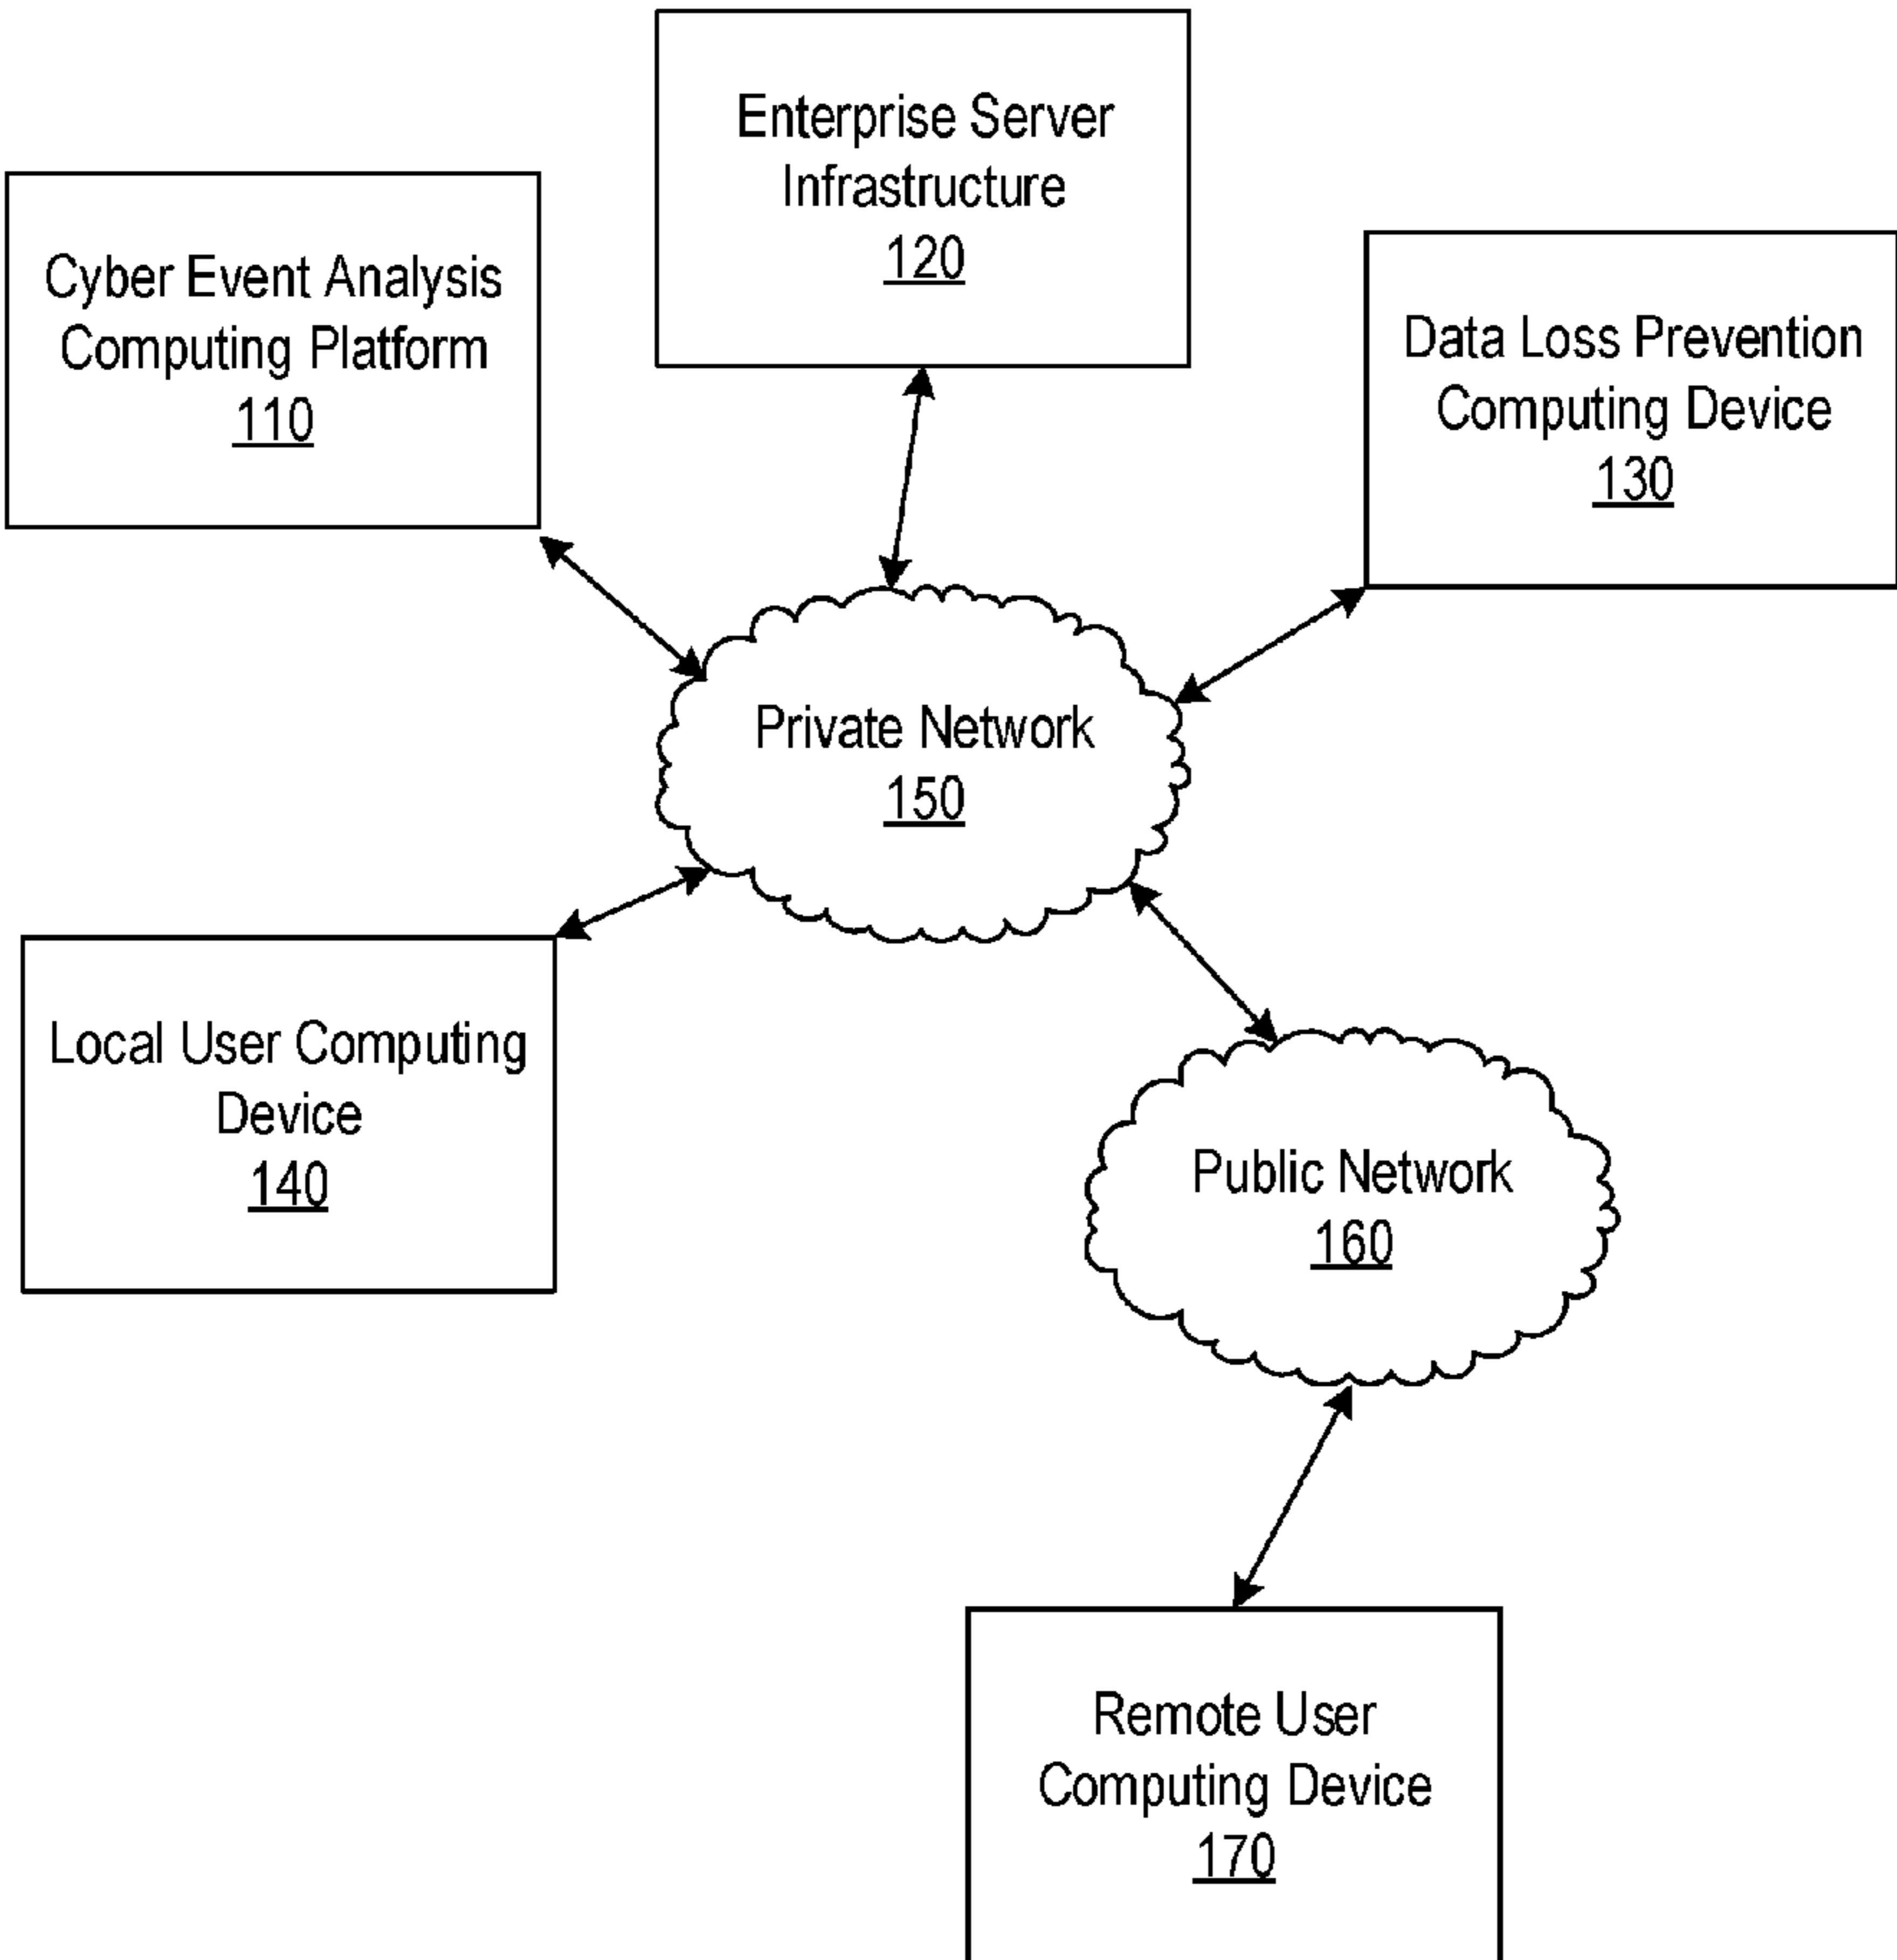 Enterprise Server
Infrastructure
120
Cyber Event Analysis
Computing Platform
110
Data Loss Prevention
Computing Device
130
Private Network
150
Local User Computing
Device
140
Public Network
160
Remote User
Computing Device
170